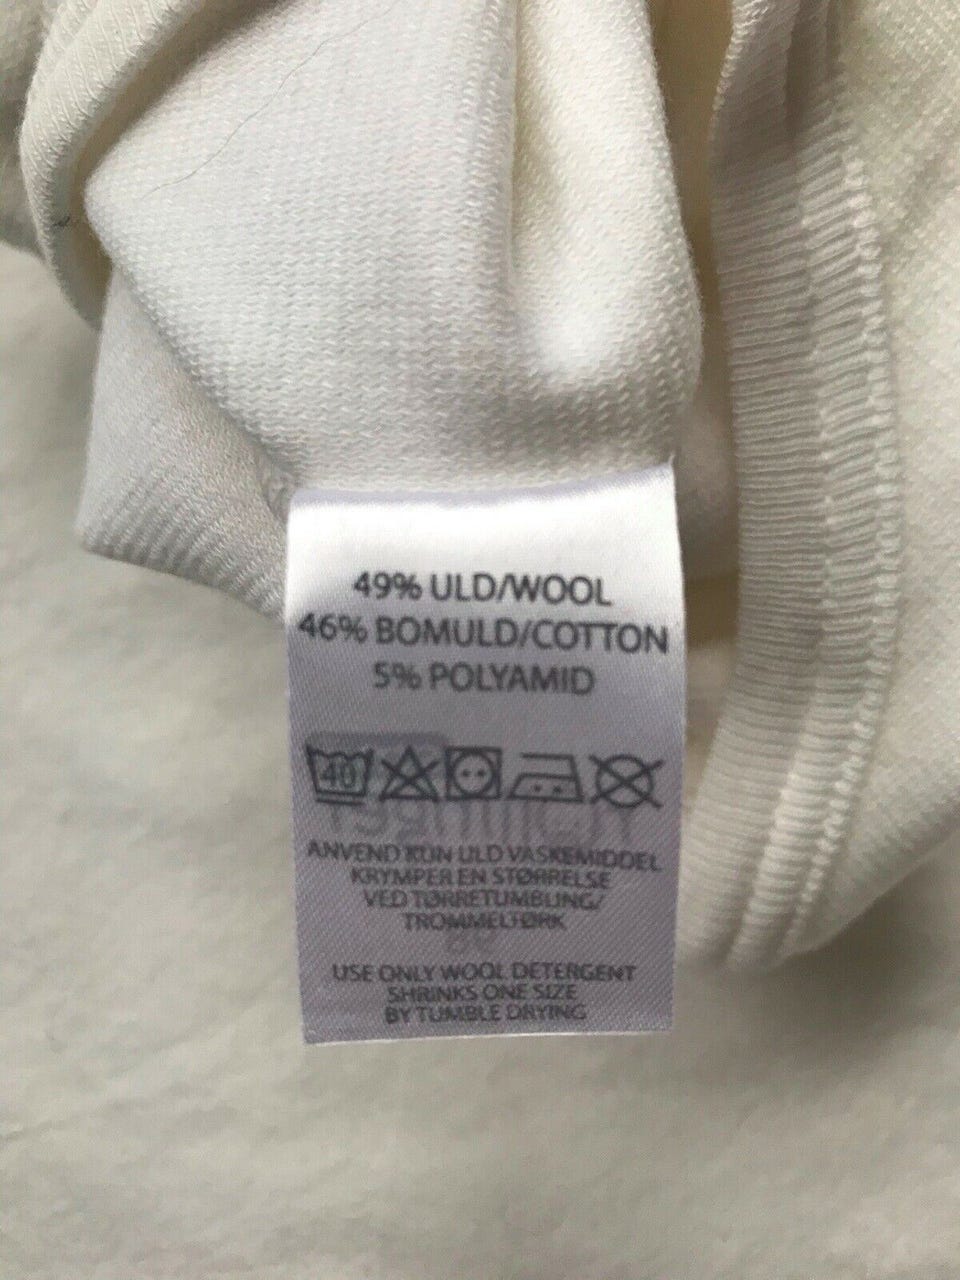 49% ULD/WOOL
46% BOMULD/COTTON
5% POLYAMID
40
ANVEND KUN ULD VASKEMIDDEL
KRYMPER EN STØRRELSE
VED TØRRETUMBLING/
TROMMELTØRK
USE ONLY WOOL DETERGENT
SHRINKS ONE SIZE
BY TUMBLE DRYING